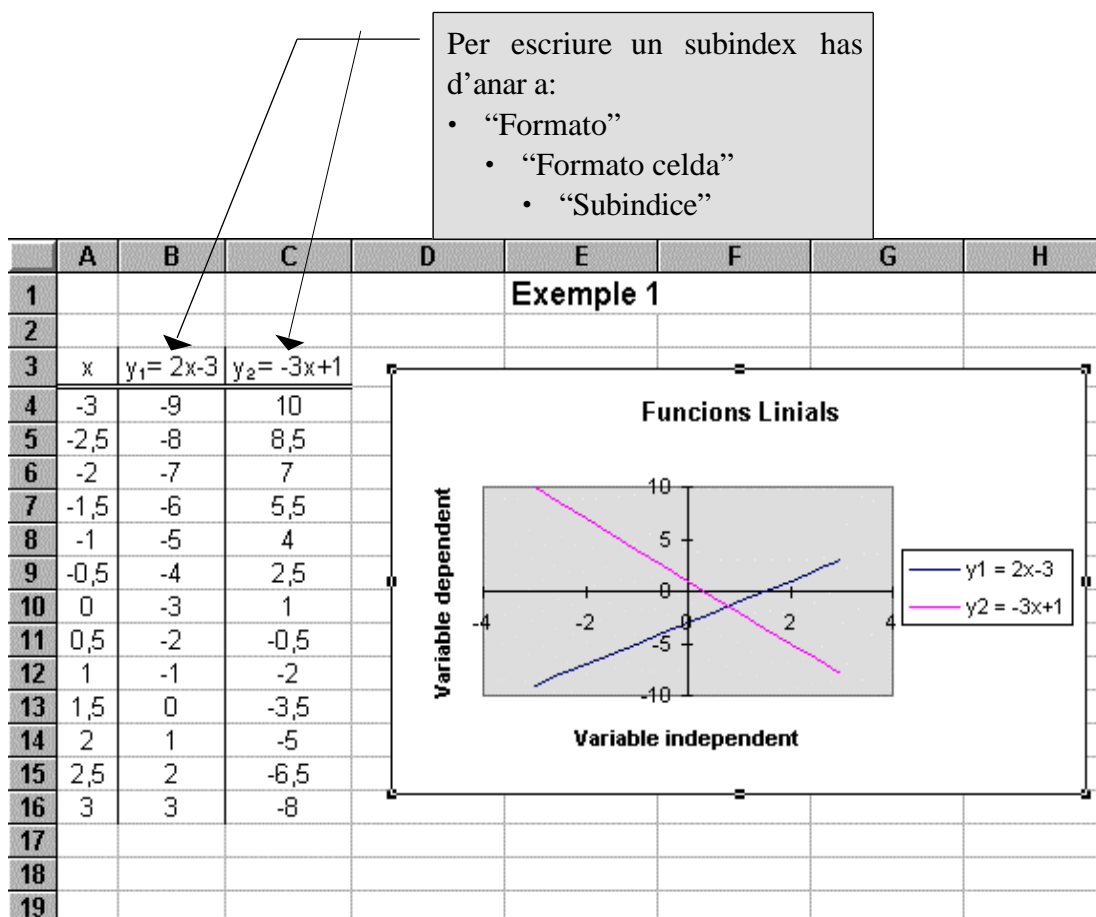 Per escriure un subindex has
d’anar a:
• “Formato”
• “Formato celda”
• “Subindice”
A B C D E F G H
1 Exemple 1
2
3 x y₁= 2x-3 y₂= -3x+1
4 -3 -9 10
5 -2,5 -8 8,5
6 -2 -7 7
7 -1,5 -6 5,5
8 -1 -5 4
9 -0,5 -4 2,5
10 0 -3 1
11 0,5 -2 -0,5
12 1 -1 -2
13 1,5 0 -3,5
14 2 1 -5
15 2,5 2 -6,5
16 3 3 -8
17
18
19
Funcions Linials
Variable dependent
10
5
0
-5
-10
-4 -2 0 2 4
Variable independent
y1 = 2x-3
y2 = -3x+1